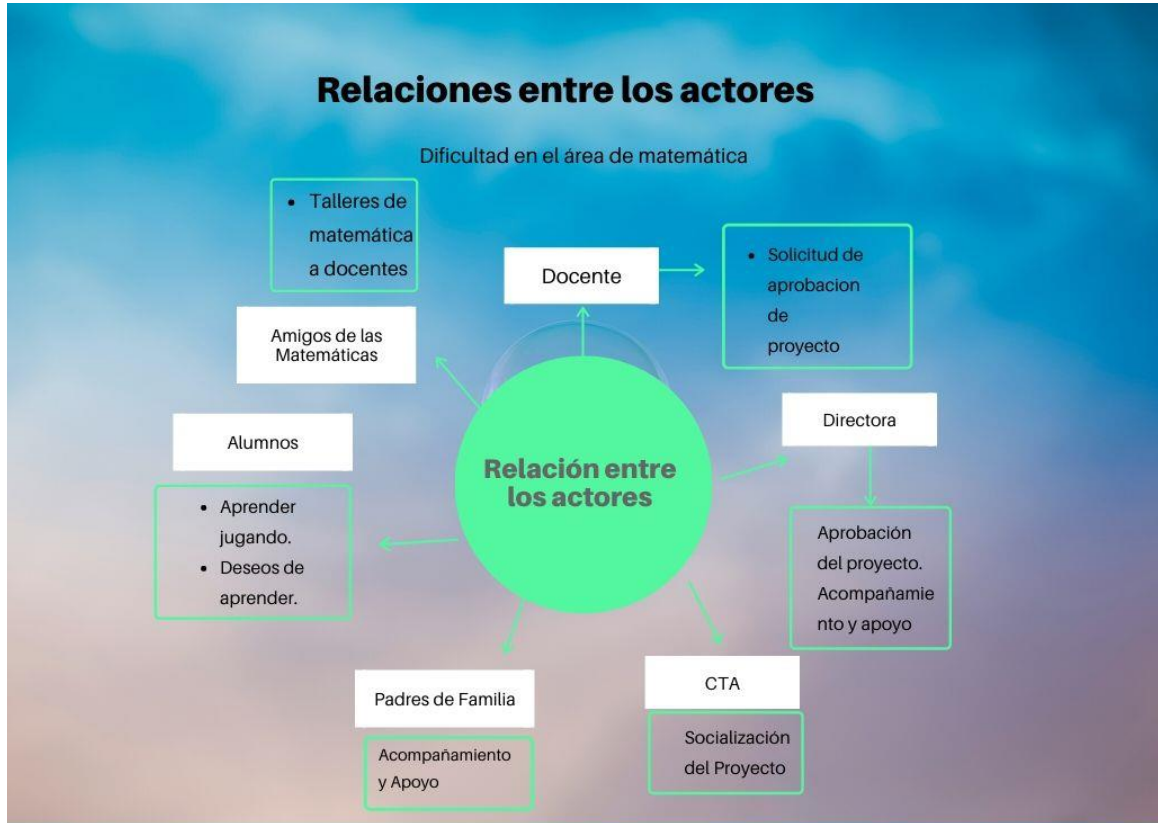 Relaciones entre los actores
Dificultad en el área de matemática
• Talleres de
matemática
a docentes
Docente
• Solicitud de
aprobacion
de
proyecto
Amigos de las
Matemáticas
Directora
Alumnos
Relación entre
los actores
• Aprender
jugando.
• Deseos de
aprender.
Aprobación
del proyecto.
Acompañamie
nto y apoyo
Padres de Familia
Acompañamiento
y Apoyo
CTA
Socialización
del Proyecto